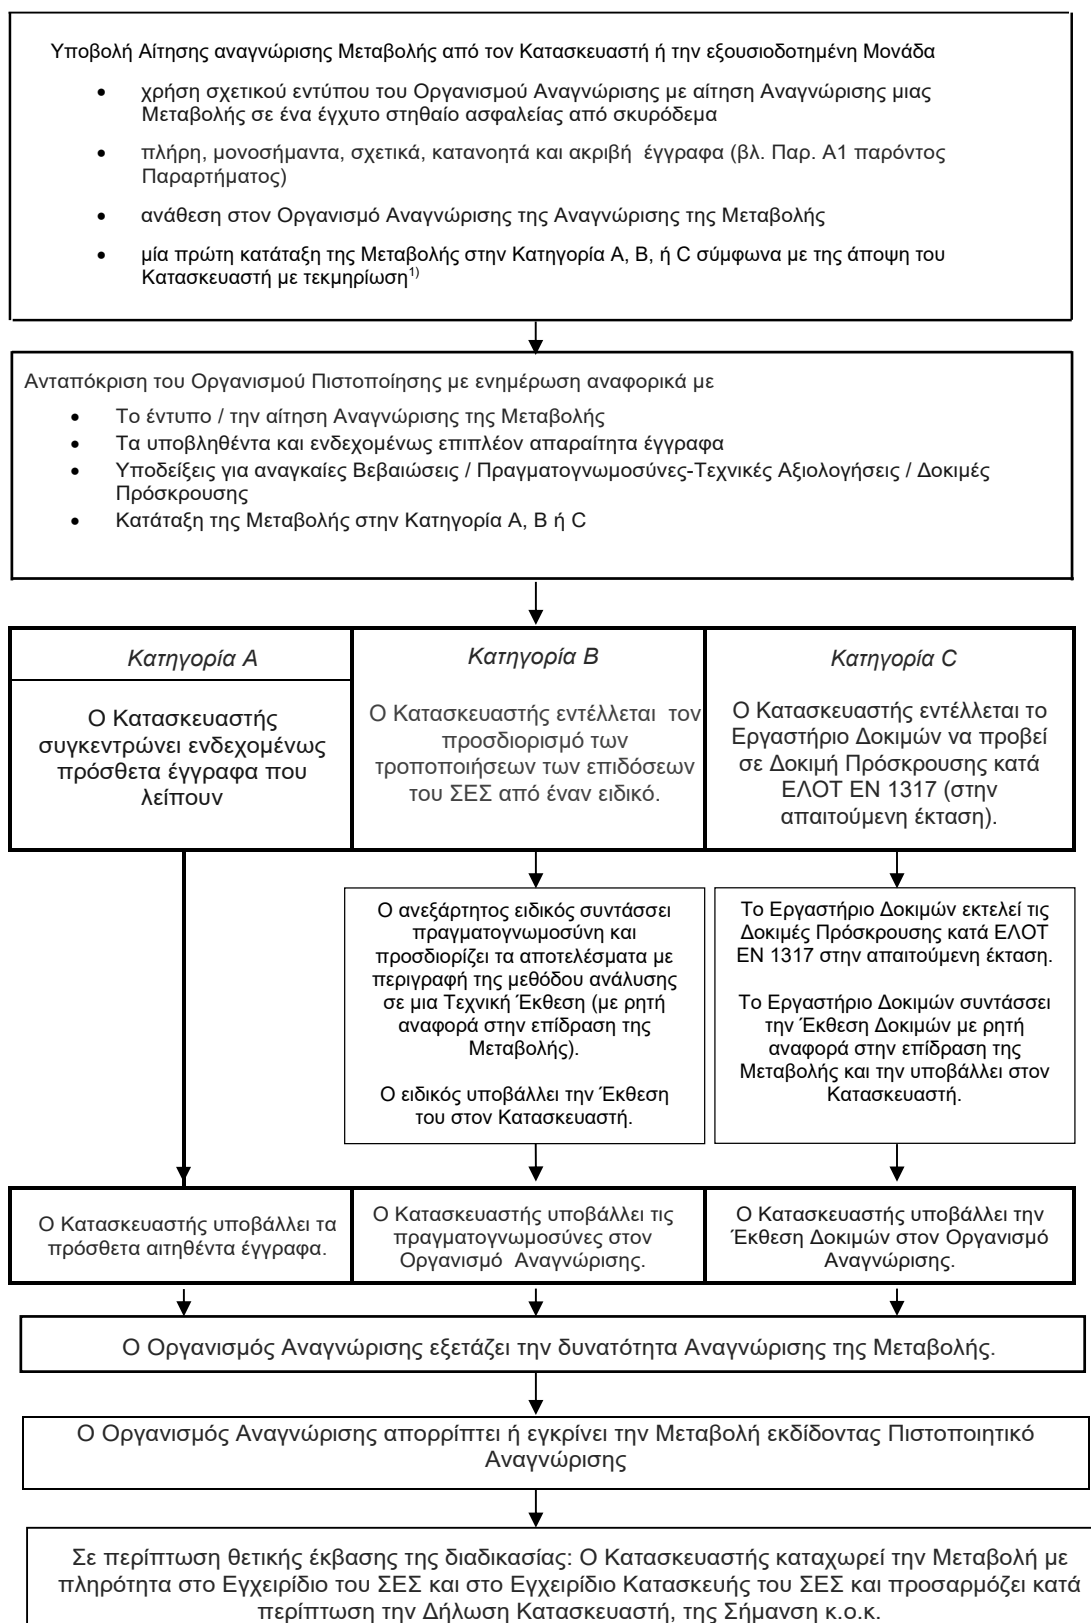 Υποβολή Αίτησης αναγνώρισης Μεταβολής από τον Κατασκευαστή ή την εξουσιοδοτημένη Μονάδα
• χρήση σχετικού εντύπου του Οργανισμού Αναγνώρισης με αίτηση Αναγνώρισης μιας
Μεταβολής σε ένα έγχυτο στηθαίο ασφαλείας από σκυρόδεμα
• πλήρη, μονοσήμαντα, σχετικά, κατανοητά και ακριβή έγγραφα (βλ. Παρ. Α1 παρόντος
Παραρτήματος)
• ανάθεση στον Οργανισμό Αναγνώρισης της Αναγνώρισης της Μεταβολής
• μία πρώτη κατάταξη της Μεταβολής στην Κατηγορία Α, Β, ή C σύμφωνα με της άποψη του
Κατασκευαστή με τεκμηρίωση1)
Ανταπόκριση του Οργανισμού Πιστοποίησης με ενημέρωση αναφορικά με
• Το έντυπο / την αίτηση Αναγνώρισης της Μεταβολής
• Τα υποβληθέντα και ενδεχομένως επιπλέον απαραίτητα έγγραφα
• Υποδείξεις για αναγκαίες Βεβαιώσεις / Πραγματογνωμοσύνες-Τεχνικές Αξιολογήσεις / Δοκιμές
Πρόσκρουσης
• Κατάταξη της Μεταβολής στην Κατηγορία Α, Β ή C
Κατηγορία Α
Ο Κατασκευαστής
συγκεντρώνει ενδεχομένως
πρόσθετα έγγραφα που
λείπουν
Κατηγορία Β
Ο Κατασκευαστής εντέλλεται τον
προσδιορισμό των
τροποποιήσεων των επιδόσεων
του ΣΕΣ από έναν ειδικό.
Κατηγορία C
Ο Κατασκευαστής εντέλλεται το
Εργαστήριο Δοκιμών να προβεί
σε Δοκιμή Πρόσκρουσης κατά
ΕΛΟΤ ΕΝ 1317 (στην
απαιτούμενη έκταση).
Ο ανεξάρτητος ειδικός συντάσσει
πραγματογνωμοσύνη και
προσδιορίζει τα αποτελέσματα με
περιγραφή της μεθόδου ανάλυσης
σε μια Τεχνική Έκθεση (με ρητή
αναφορά στην επίδραση της
Μεταβολής).
Ο ειδικός υποβάλλει την Έκθεση
του στον Κατασκευαστή.
Το Εργαστήριο Δοκιμών εκτελεί τις
Δοκιμές Πρόσκρουσης κατά ΕΛΟΤ
ΕΝ 1317 στην απαιτούμενη έκταση.
Το Εργαστήριο Δοκιμών συντάσσει
την Έκθεση Δοκιμών με ρητή
αναφορά στην επίδραση της
Μεταβολής και την υποβάλλει στον
Κατασκευαστή.
Ο Κατασκευαστής υποβάλλει τα
πρόσθετα αιτηθέντα έγγραφα.
Ο Κατασκευαστής υποβάλλει τις
πραγματογνωμοσύνες στον
Οργανισμό Αναγνώρισης.
Ο Κατασκευαστής υποβάλλει την
Έκθεση Δοκιμών στον Οργανισμό
Αναγνώρισης.
Ο Οργανισμός Αναγνώρισης εξετάζει την δυνατότητα Αναγνώρισης της Μεταβολής.
Ο Οργανισμός Αναγνώρισης απορρίπτει ή εγκρίνει την Μεταβολή εκδίδοντας Πιστοποιητικό
Αναγνώρισης
Σε περίπτωση θετικής έκβασης της διαδικασίας: Ο Κατασκευαστής καταχωρεί την Μεταβολή με
πληρότητα στο Εγχειρίδιο του ΣΕΣ και στο Εγχειρίδιο Κατασκευής του ΣΕΣ και προσαρμόζει κατά
περίπτωση την Δήλωση Κατασκευαστή, της Σήμανση κ.ο.κ.